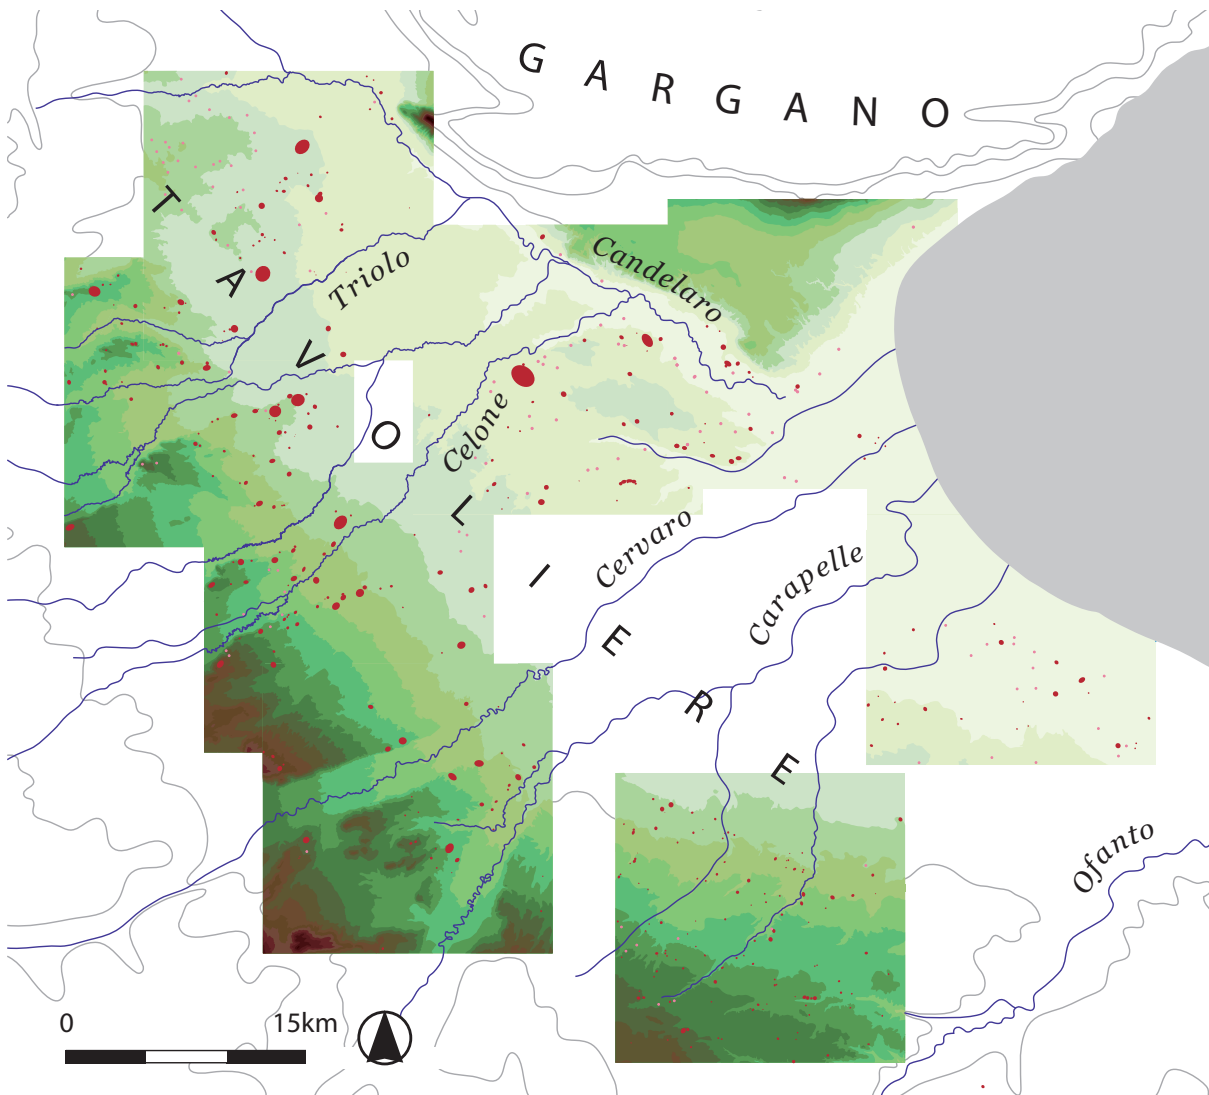 GARGANO
TAVOLIERE
Candelaro
Triolo
Celone
Cervaro
Carapelle
Ofanto
0 15km